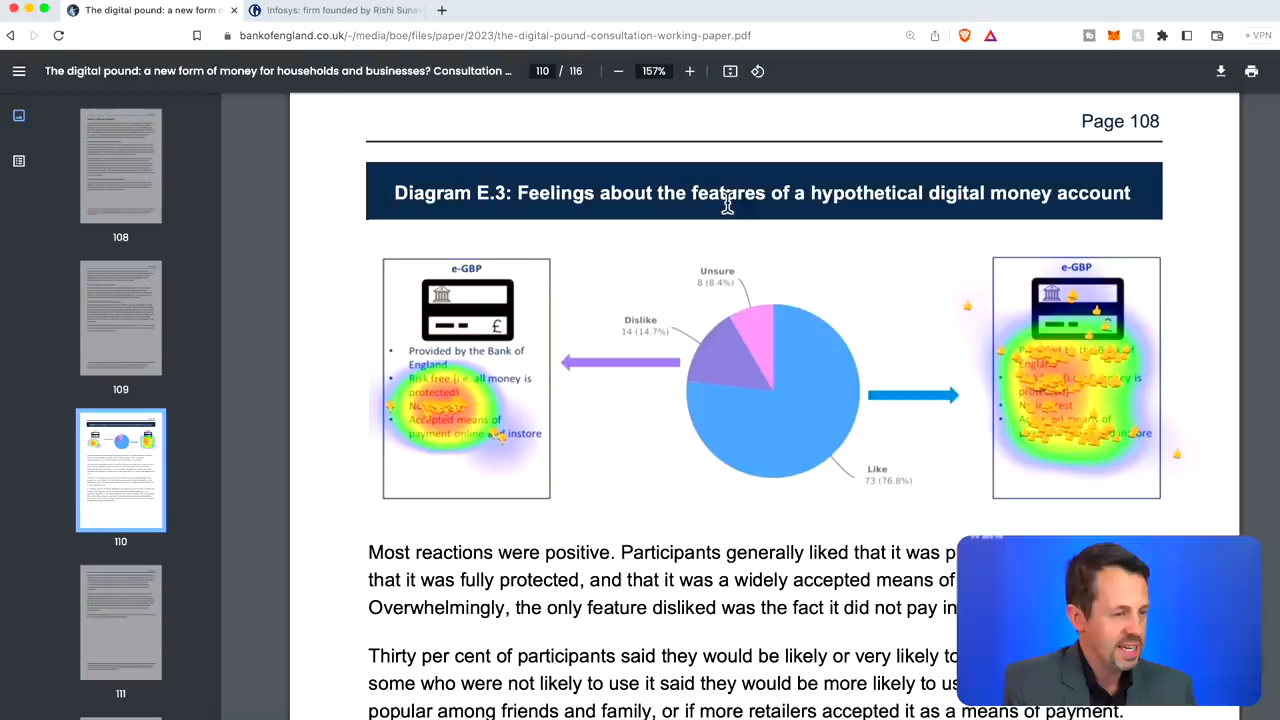 The digital pound: a new form o
Infosys: firm founded by Rishi Suna
bankofengland.co.uk/-/media/boe/files/paper/2023/the-digital-pound-consultation-working-paper.pdf
VPN
The digital pound: a new form of money for households and businesses? Consultation ...
110 / 116
157%
108
109
110
111
Page 108
Diagram E.3: Feelings about the features of a hypothetical digital money account
e-GBP
£
• Provided by the Bank of
England
• Risk free (i.e. all money is
protected)
• Accepted means of
payment online and instore
Unsure
8 (8.4%)
Dislike
14 (14.7%)
Like
73 (76.8%)
e-GBP
Most reactions were positive. Participants generally liked that it was p
that it was fully protected, and that it was a widely accepted means of
Overwhelmingly, the only feature disliked was the fact it did not pay in
Thirty per cent of participants said they would be likely or very likely to
some who were not likely to use it said they would be more likely to us
popular among friends and family, or if more retailers accepted it as a means of payment.